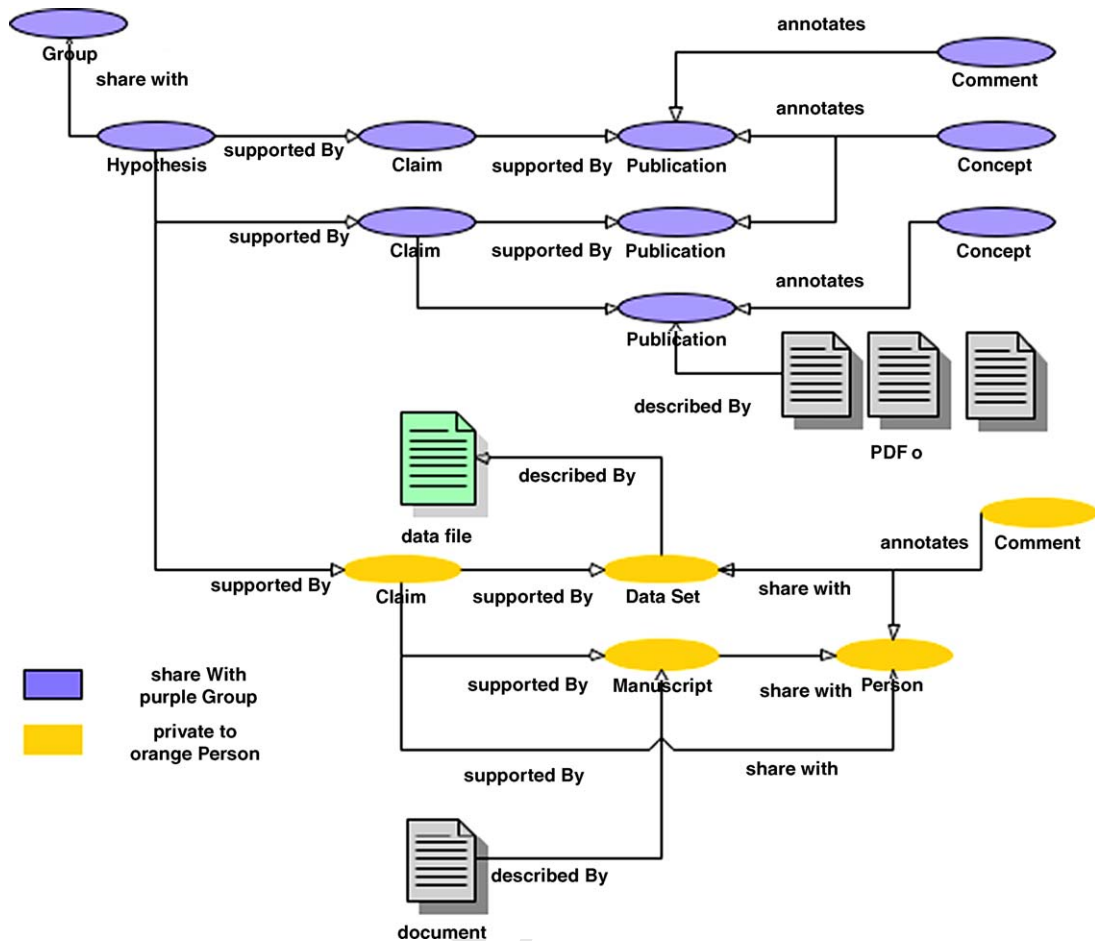 annotates
Group
Comment
share with
annotates
supported By
supported By
Hypothesis
Claim
Publication
Concept
annotates
supported By
supported By
Claim
Publication
Concept
annotates
Publication
described By
PDF o
described By
data file
annotates
Comment
supported By
Claim
supported By
Data Set
share with
share With
purple Group
supported By
Manuscript
share with
Person
private to
orange Person
supported By
share with
described By
document